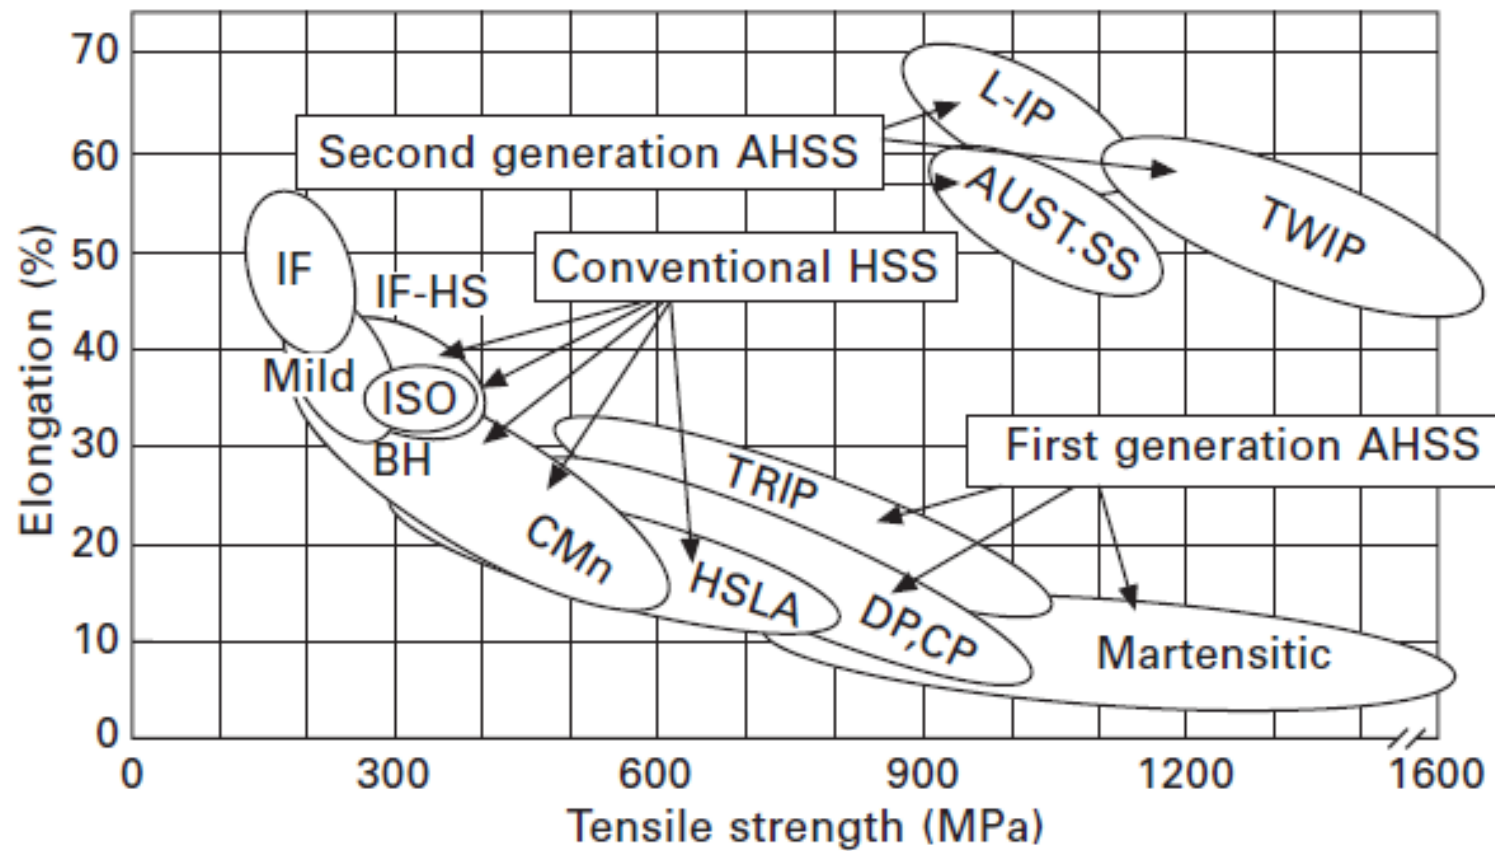 70
L-IP
Second generation AHSS
60
AUST.SS
TWIP
50
IF
IF-HS
Conventional HSS
40
Mild
ISO
30
BH
TRIP
First generation AHSS
20
CMn
HSLA
DP,CP
10
Martensitic
0
Elongation (%)
0 300 600 900 1200 1600
Tensile strength (MPa)